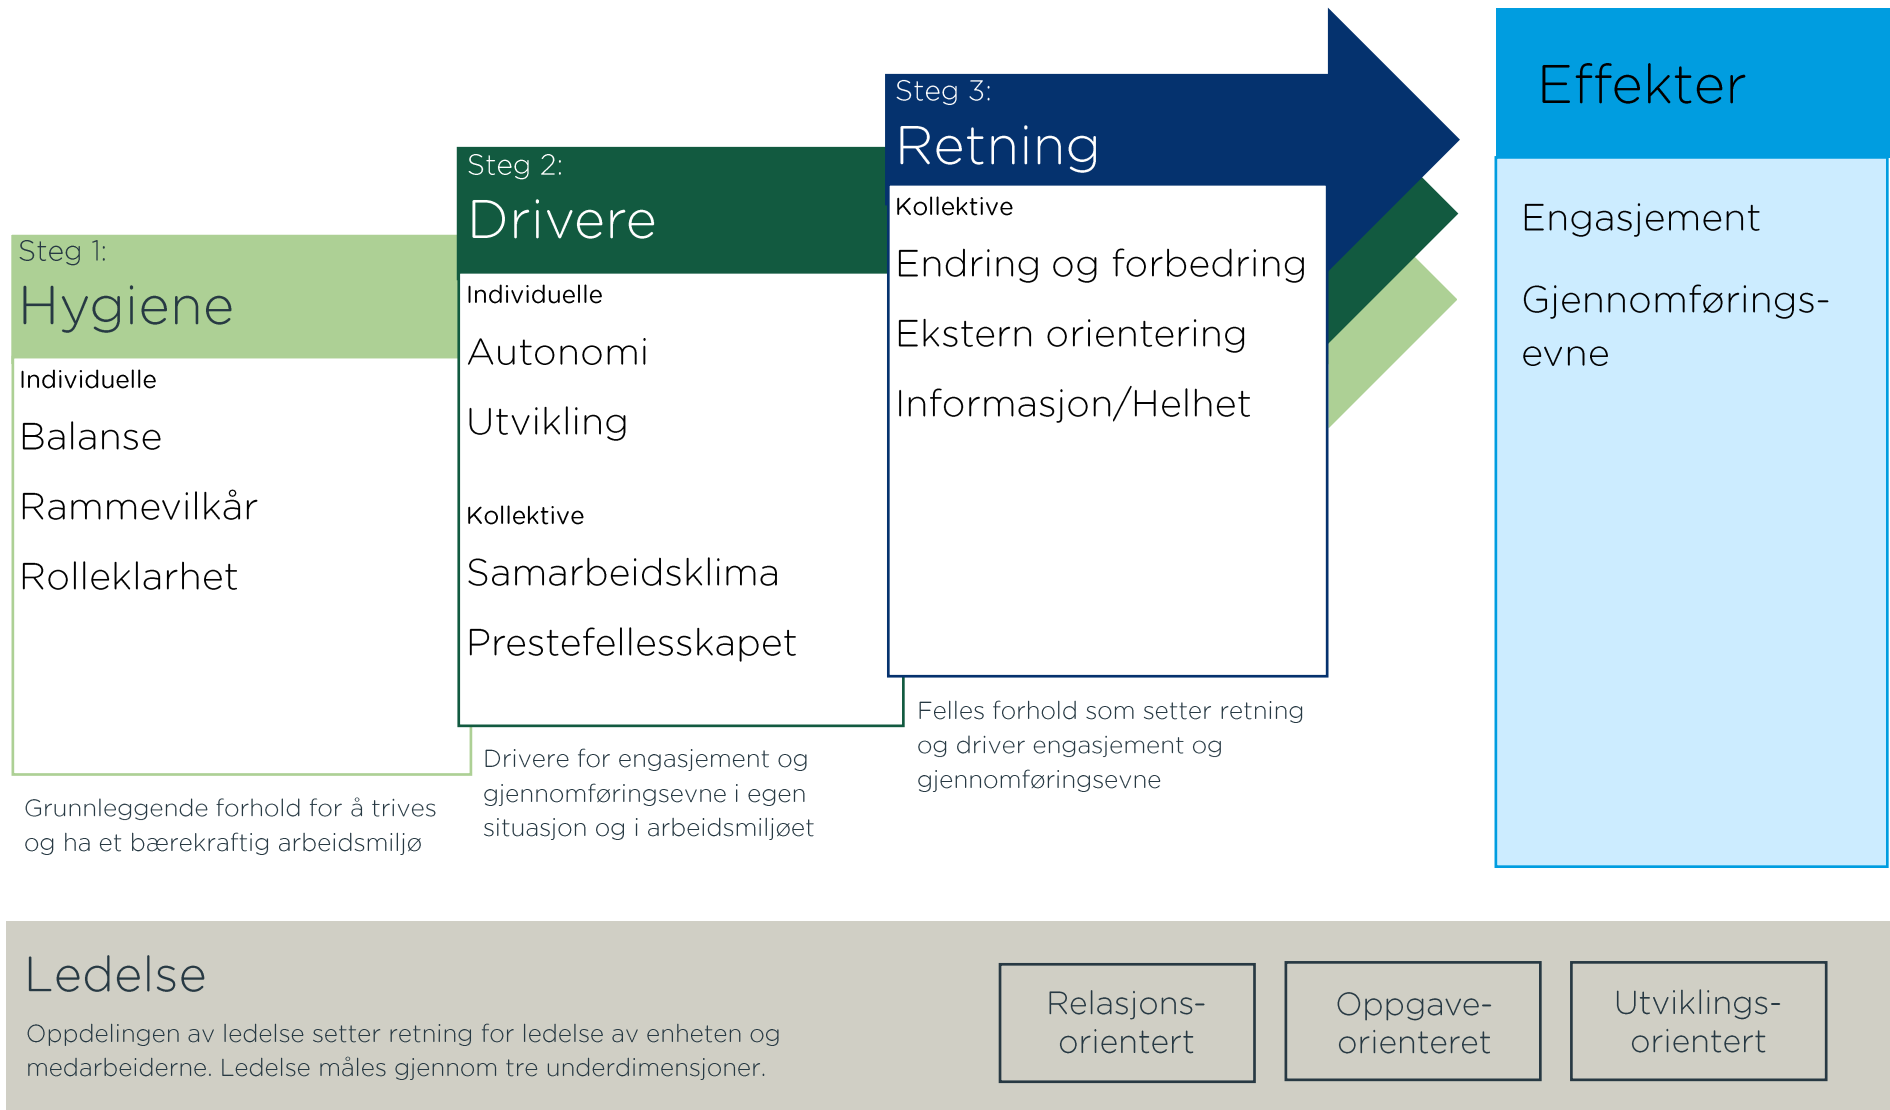 Steg 1:
Hygiene
Individuelle
Balanse
Rammevilkår
Rolleklarhet
Grunnleggende forhold for å trives
og ha et bærekraftig arbeidsmiljø
Steg 2:
Drivere
Individuelle
Autonomi
Utvikling
Kollektive
Samarbeidsklima
Prestefellesskapet
Drivere for engasjement og
gjennomføringsevne i egen
situasjon og i arbeidsmiljøet
Steg 3:
Retning
Kollektive
Endring og forbedring
Ekstern orientering
Informasjon/Helhet
Felles forhold som setter retning
og driver engasjement og
gjennomføringsevne
Effekter
Engasjement
Gjennomførings-
evne
Ledelse
Oppdelingen av ledelse setter retning for ledelse av enheten og
medarbeiderne. Ledelse måles gjennom tre underdimensjoner.
Relasjons-
orientert
Oppgave-
orienteret
Utviklings-
orientert